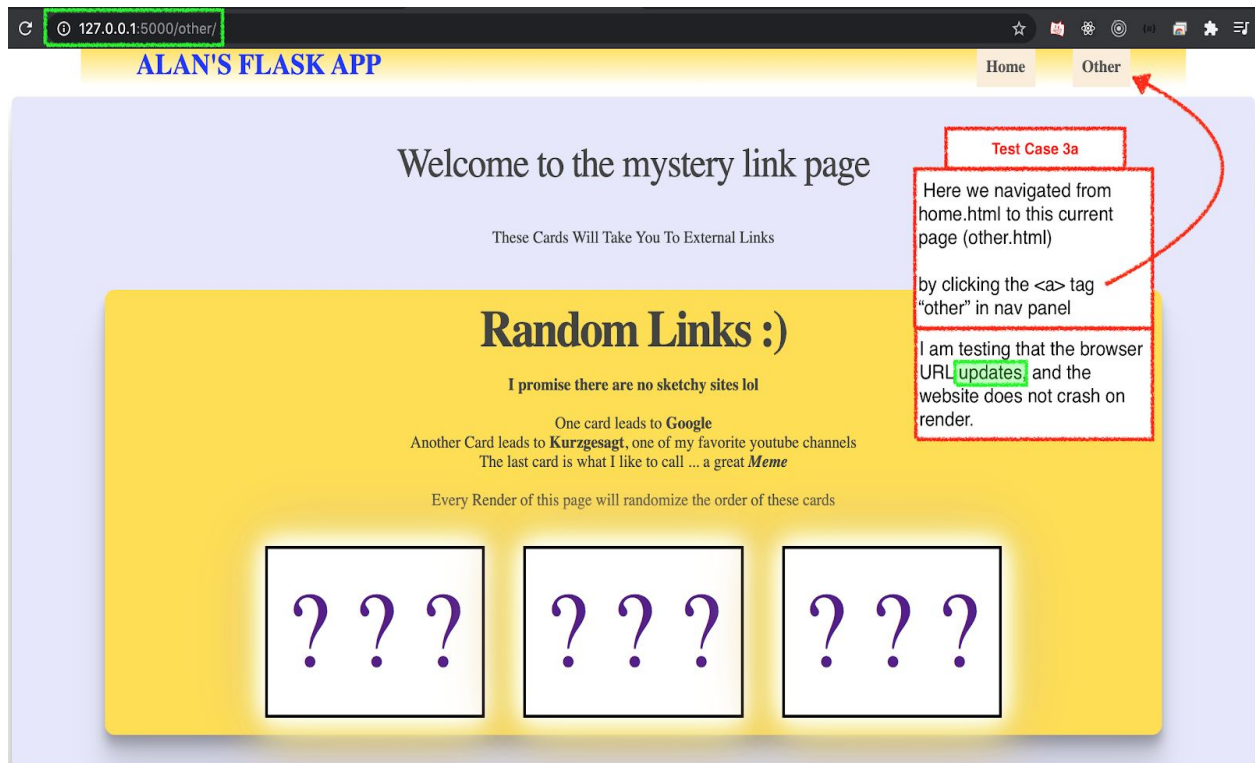 127.0.0.1:5000/other/
ALAN'S FLASK APP
Home
Other
Welcome to the mystery link page
These Cards Will Take You To External Links
Test Case 3a
Here we navigated from
home.html to this current
page (other.html)
by clicking the <a> tag
“other” in nav panel
I am testing that the browser
URL updates, and the
website does not crash on
render.
Random Links :)
I promise there are no sketchy sites lol
One card leads to Google
Another Card leads to Kurzgesagt, one of my favorite youtube channels
The last card is what I like to call ... a great Meme
Every Render of this page will randomize the order of these cards
? ? ?
? ? ?
? ? ?